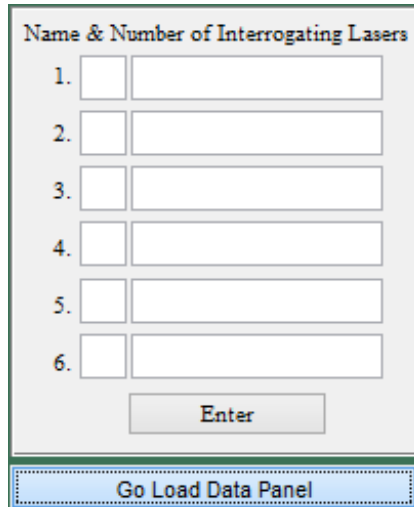 Name & Number of Interrogating Lasers
1.
2.
3.
4.
5.
6.
Enter
Go Load Data Panel